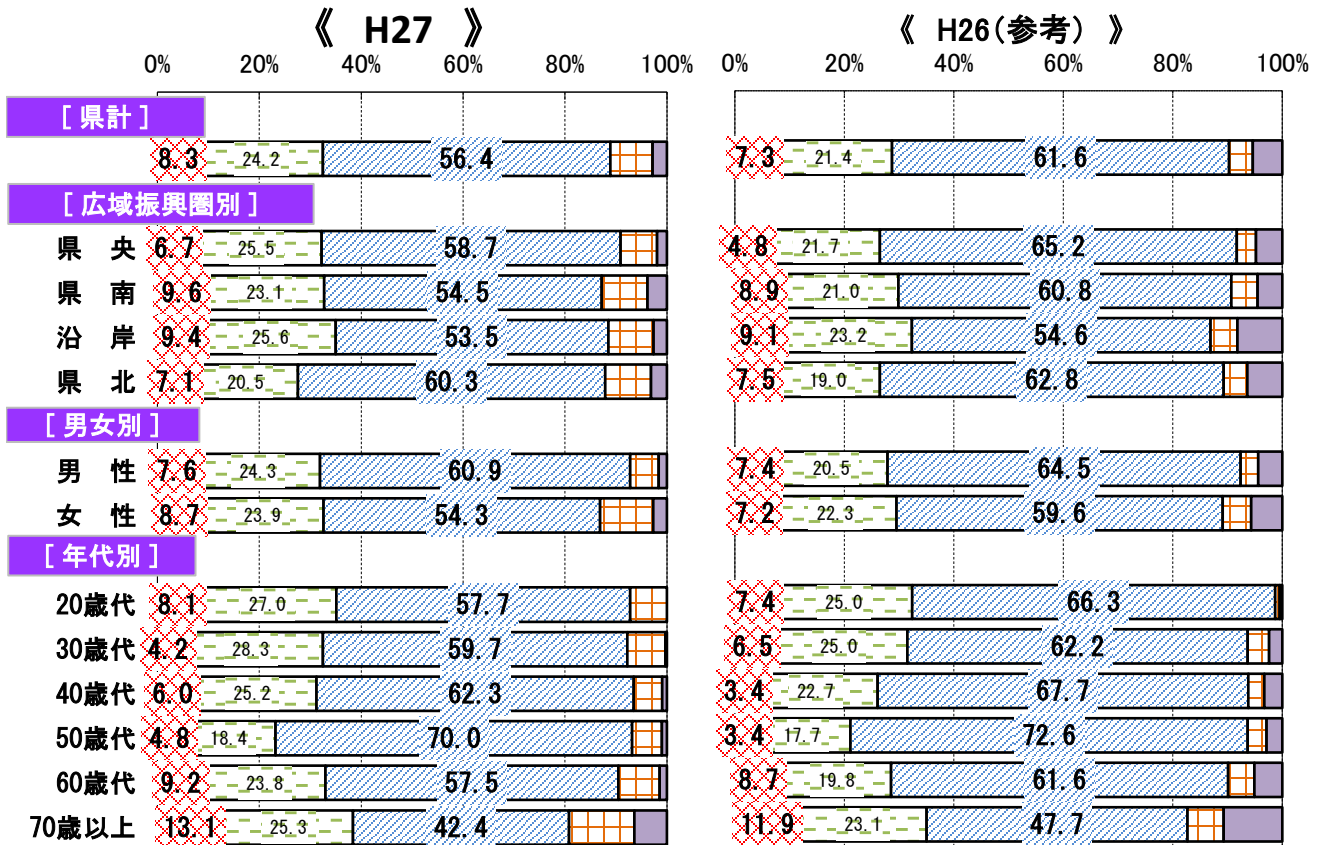 《 H27 》 《 H26(参考) 》
0% 20% 40% 60% 80% 100% 0% 20% 40% 60% 80% 100%
[ 県計 ]
8.3 24.2 56.4 7.3 21.4 61.6
[ 広域振興圏別 ]
県 央 6.7 25.5 58.7 4.8 21.7 65.2
県 南 9.6 23.1 54.5 8.9 21.0 60.8
沿 岸 9.4 25.6 53.5 9.1 23.2 54.6
県 北 7.1 20.5 60.3 7.5 19.0 62.8
[ 男女別 ]
男 性 7.6 24.3 60.9 7.4 20.5 64.5
女 性 8.7 23.9 54.3 7.2 22.3 59.6
[ 年代別 ]
20歳代 8.1 27.0 57.7 7.4 25.0 66.3
30歳代 4.2 28.3 59.7 6.5 25.0 62.2
40歳代 6.0 25.2 62.3 3.4 22.7 67.7
50歳代 4.8 18.4 70.0 3.4 17.7 72.6
60歳代 9.2 23.8 57.5 8.7 19.8 61.6
70歳以上 13.1 25.3 42.4 11.9 23.1 47.7